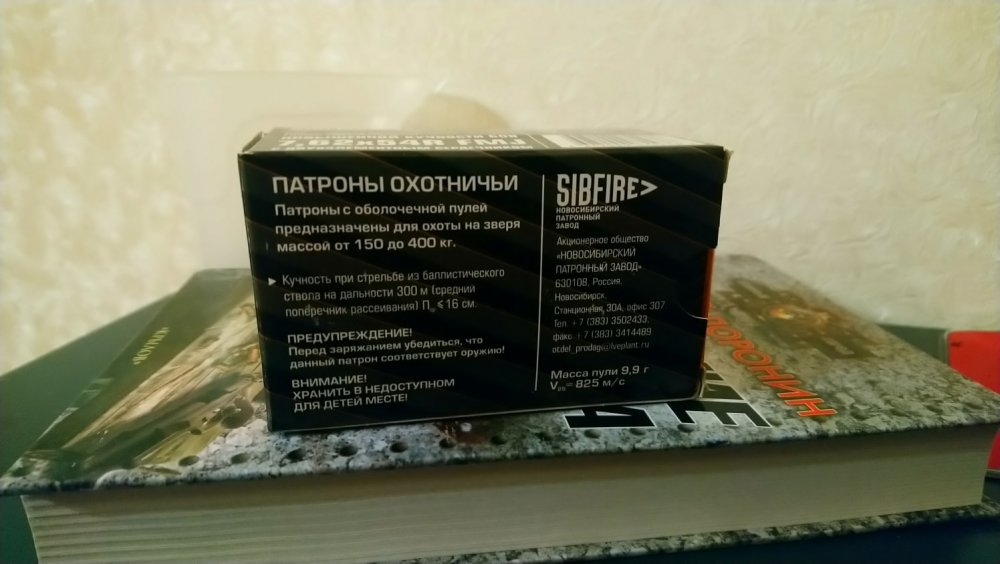 7,62x54R FMJ
ПАТРОНЫ ОХОТНИЧЬИ
Патроны с оболочечной пулей
предназначены для охоты на зверя
массой от 150 до 400 кг.
Кучность при стрельбе из баллистического
ствола на дальности 300 м (средний
поперечник рассеивания) П ≤ 16 см.
ПРЕДУПРЕЖДЕНИЕ!
Перед заряжанием убедиться, что
данный патрон соответствует оружию!
ВНИМАНИЕ!
ХРАНИТЬ В НЕДОСТУПНОМ
ДЛЯ ДЕТЕЙ МЕСТЕ!
SIBFIRE>
НОВОСИБИРСКИЙ
ПАТРОННЫЙ
ЗАВОД
Акционерное общество
«НОВОСИБИРСКИЙ
ПАТРОННЫЙ ЗАВОД»
630108, Россия,
Новосибирск,
Станционная, 30А, офис 307
Тел. +7 (383) 3502433,
факс +7 (383) 3414489
otdel_prodag@lveplant.ru
Масса пули 9,9 г
V₂₅= 825 м/с